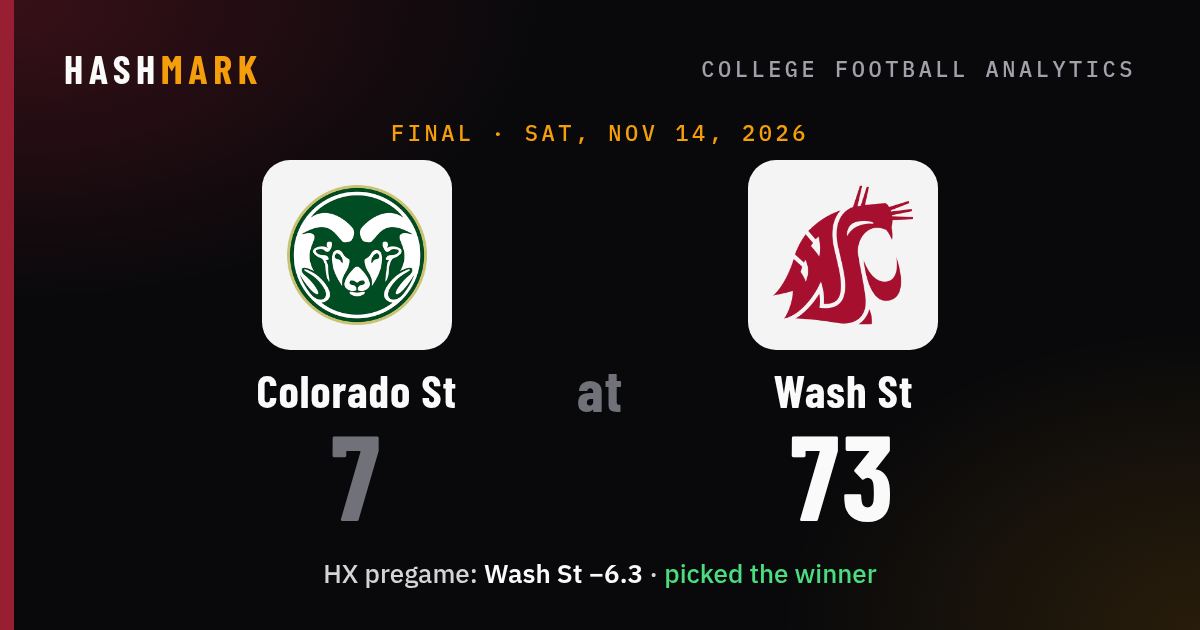 HASHMARK
COLLEGE FOOTBALL ANALYTICS
FINAL · SAT, NOV 14, 2026
Colorado St at Wash St
7 73
HX pregame: Wash St −6.3 · picked the winner